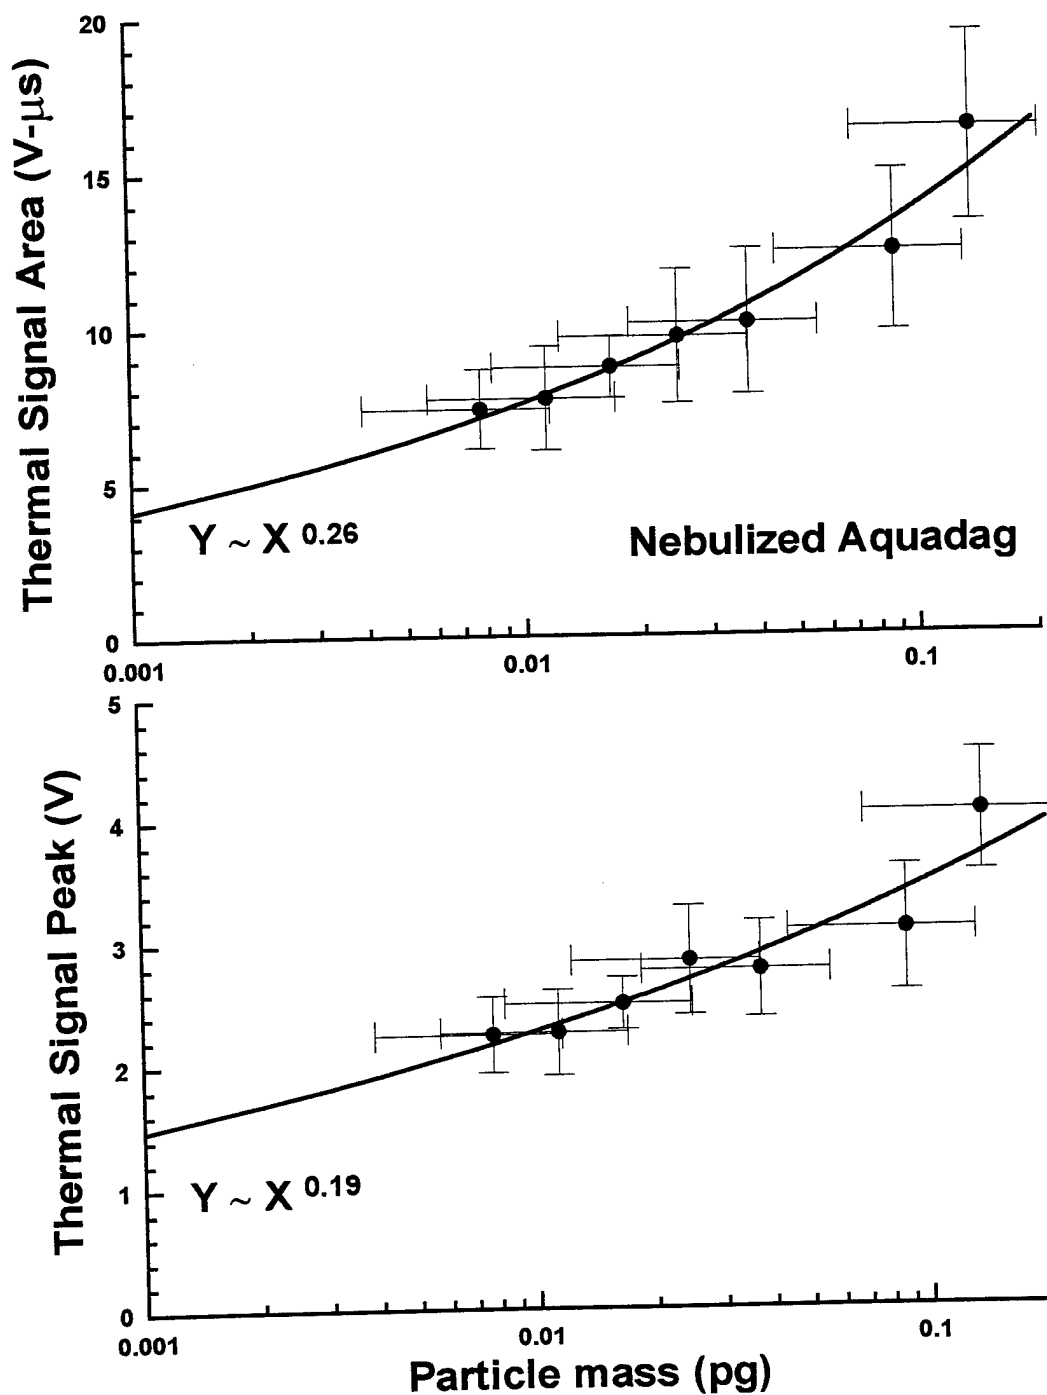 Thermal Signal Area (V-μs)
20
15
10
5
0
Y ~ X 0.26
Nebulized Aquadag
0.001
0.01
0.1
Thermal Signal Peak (V)
5
4
3
2
1
0
Y ~ X 0.19
0.001
0.01
0.1
Particle mass (pg)